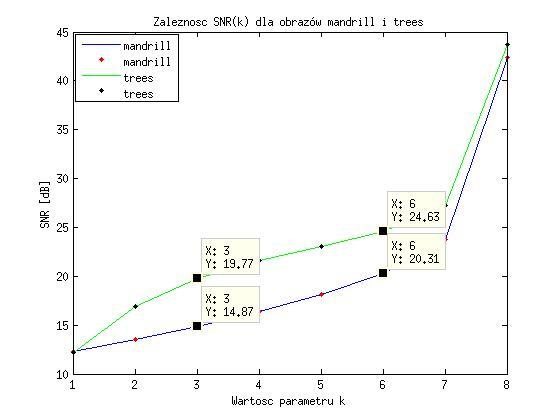 Zaleznosc SNR(k) dla obrazów mandrill i trees
45
40
35
30
25
20
15
10
SNR [dB]
mandrill
mandrill
trees
trees
X: 6
Y: 24.63
X: 6
Y: 20.31
X: 3
Y: 19.77
X: 3
Y: 14.87
1 2 3 4 5 6 7 8
Wartosc parametru k